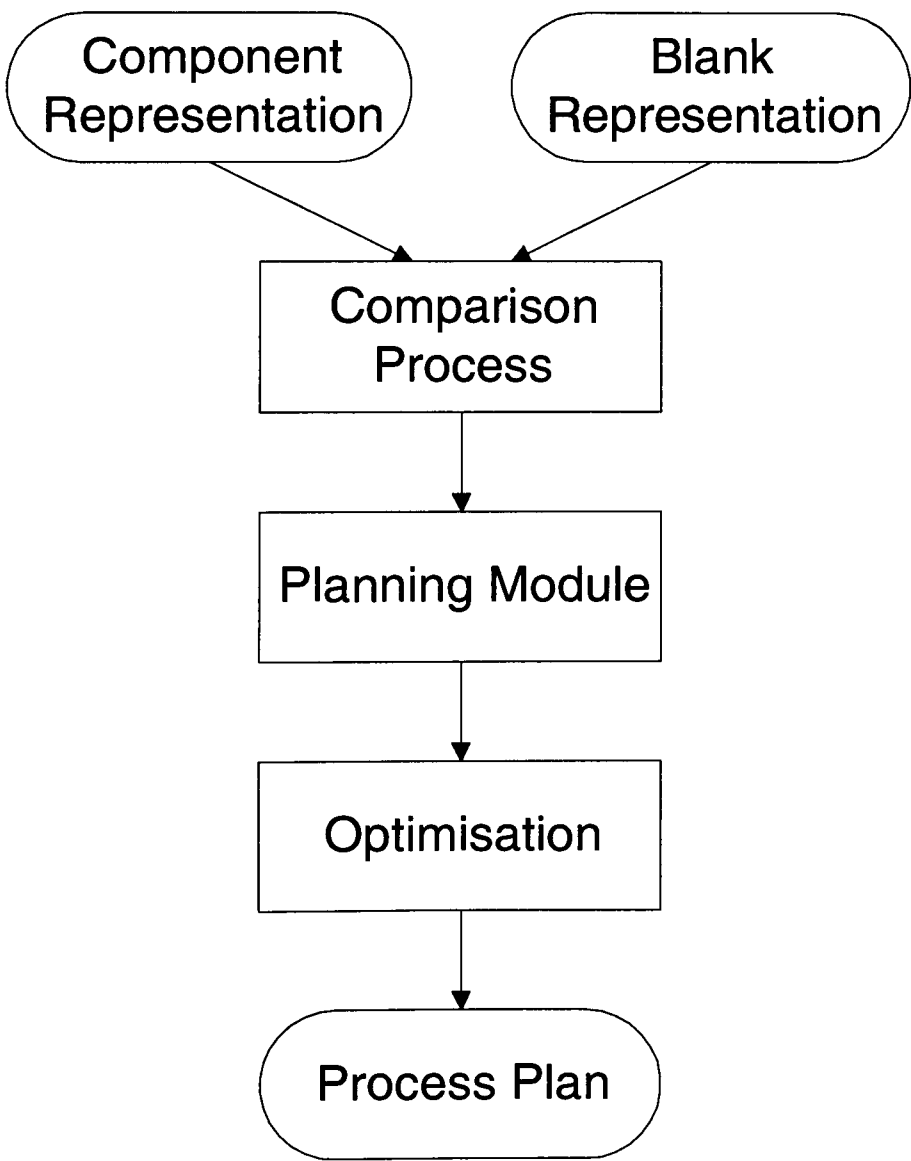 Component
Representation
Blank
Representation
Comparison
Process
Planning Module
Optimisation
Process Plan